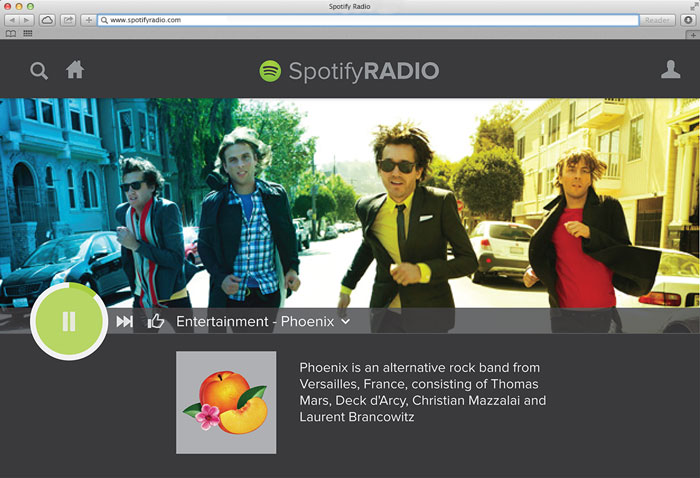 Spotify Radio
www.spotifyradio.com
Reader
SpotifyRADIO
Entertainment - Phoenix
Phoenix is an alternative rock band from
Versailles, France, consisting of Thomas
Mars, Deck d'Arcy, Christian Mazzalai and
Laurent Brancowitz